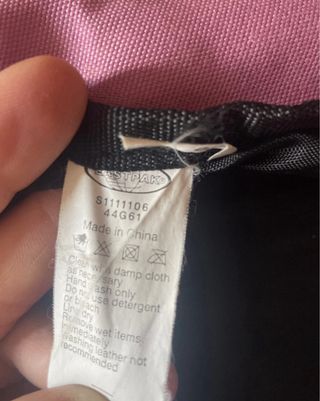 EASTPAK
S1111106
44G61
Made in China
Clean with damp cloth
as necessary
Hand wash only
Do not use detergent
or bleach
Line dry
Remove wet items
immediately
washing leather not
recommended